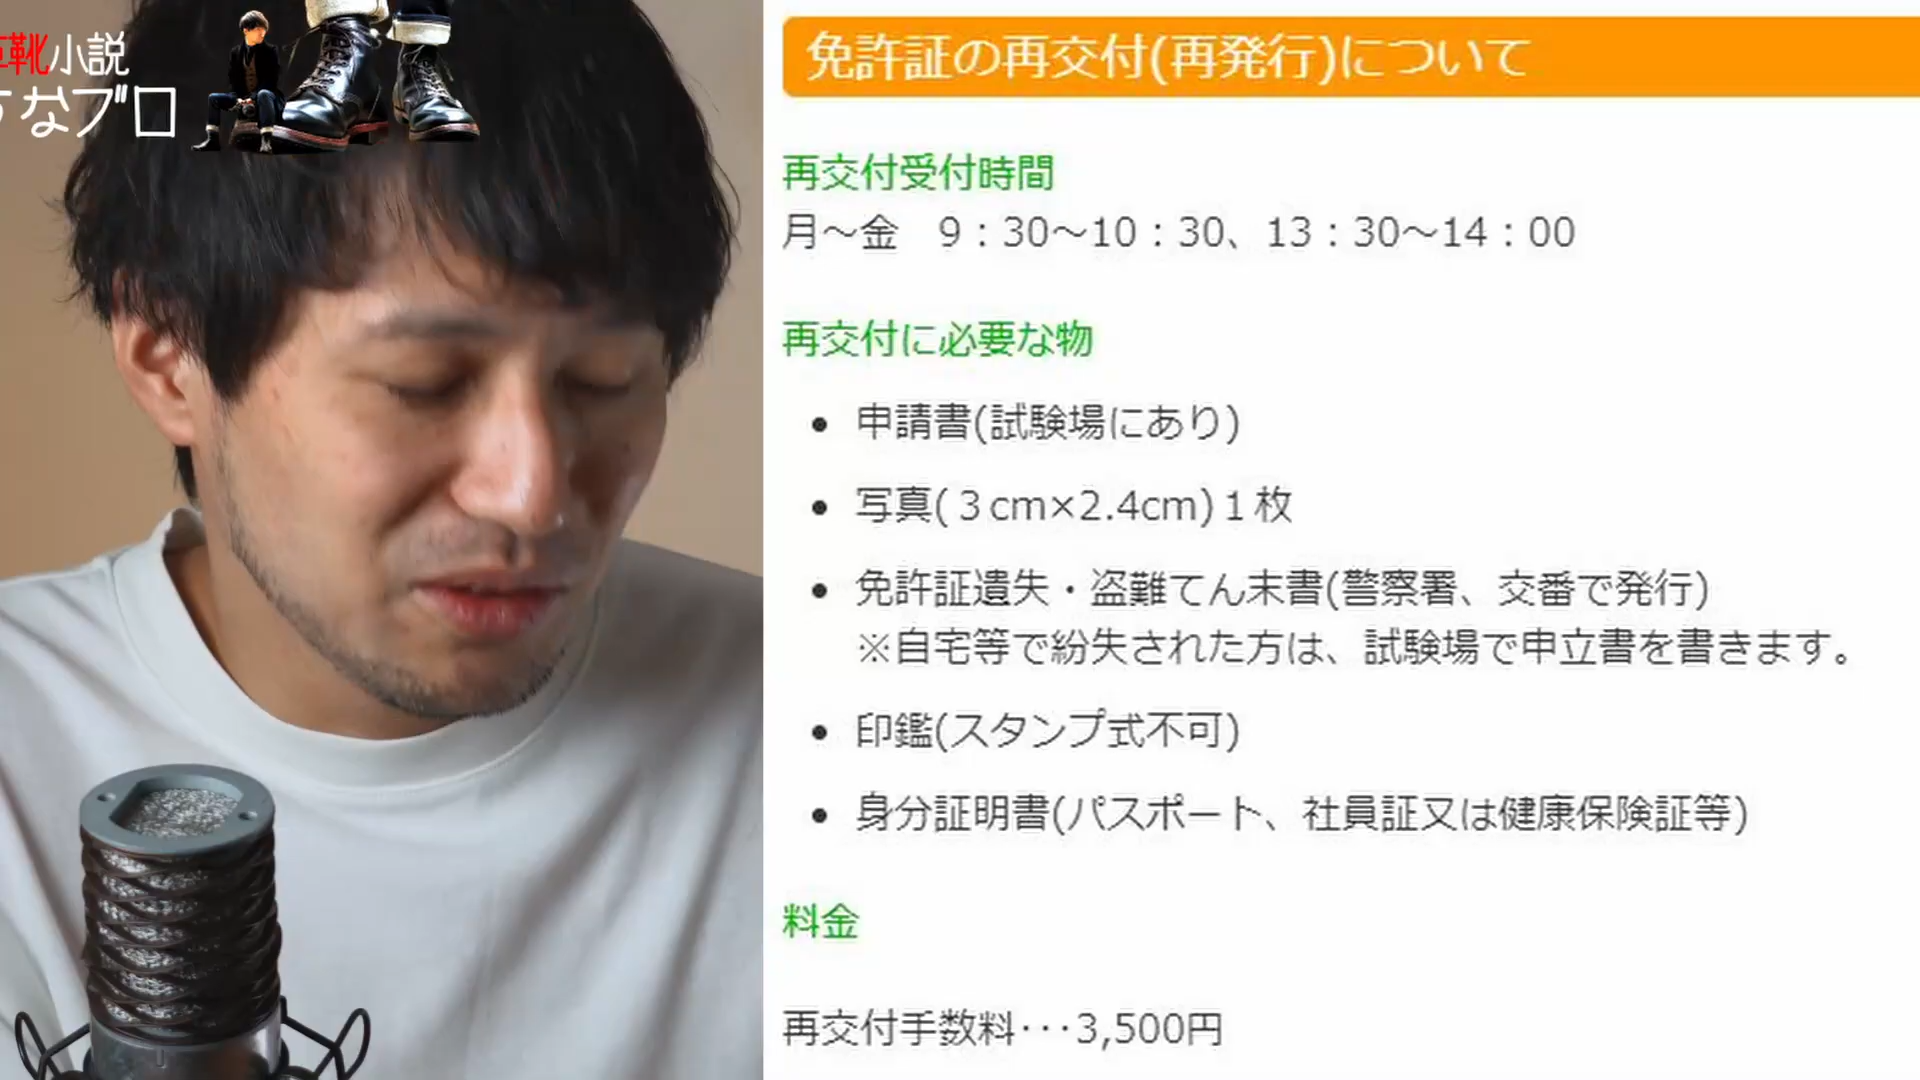 靴小説
なブロ
免許証の再交付(再発行)について
再交付受付時間
月～金　9：30～10：30、13：30～14：00
再交付に必要な物
申請書(試験場にあり)
写真(３cm×2.4cm)１枚
免許証遺失・盗難てん末書(警察署、交番で発行)
※自宅等で紛失された方は、試験場で申立書を書きます。
印鑑(スタンプ式不可)
身分証明書(パスポート、社員証又は健康保険証等)
料金
再交付手数料･･･3,500円